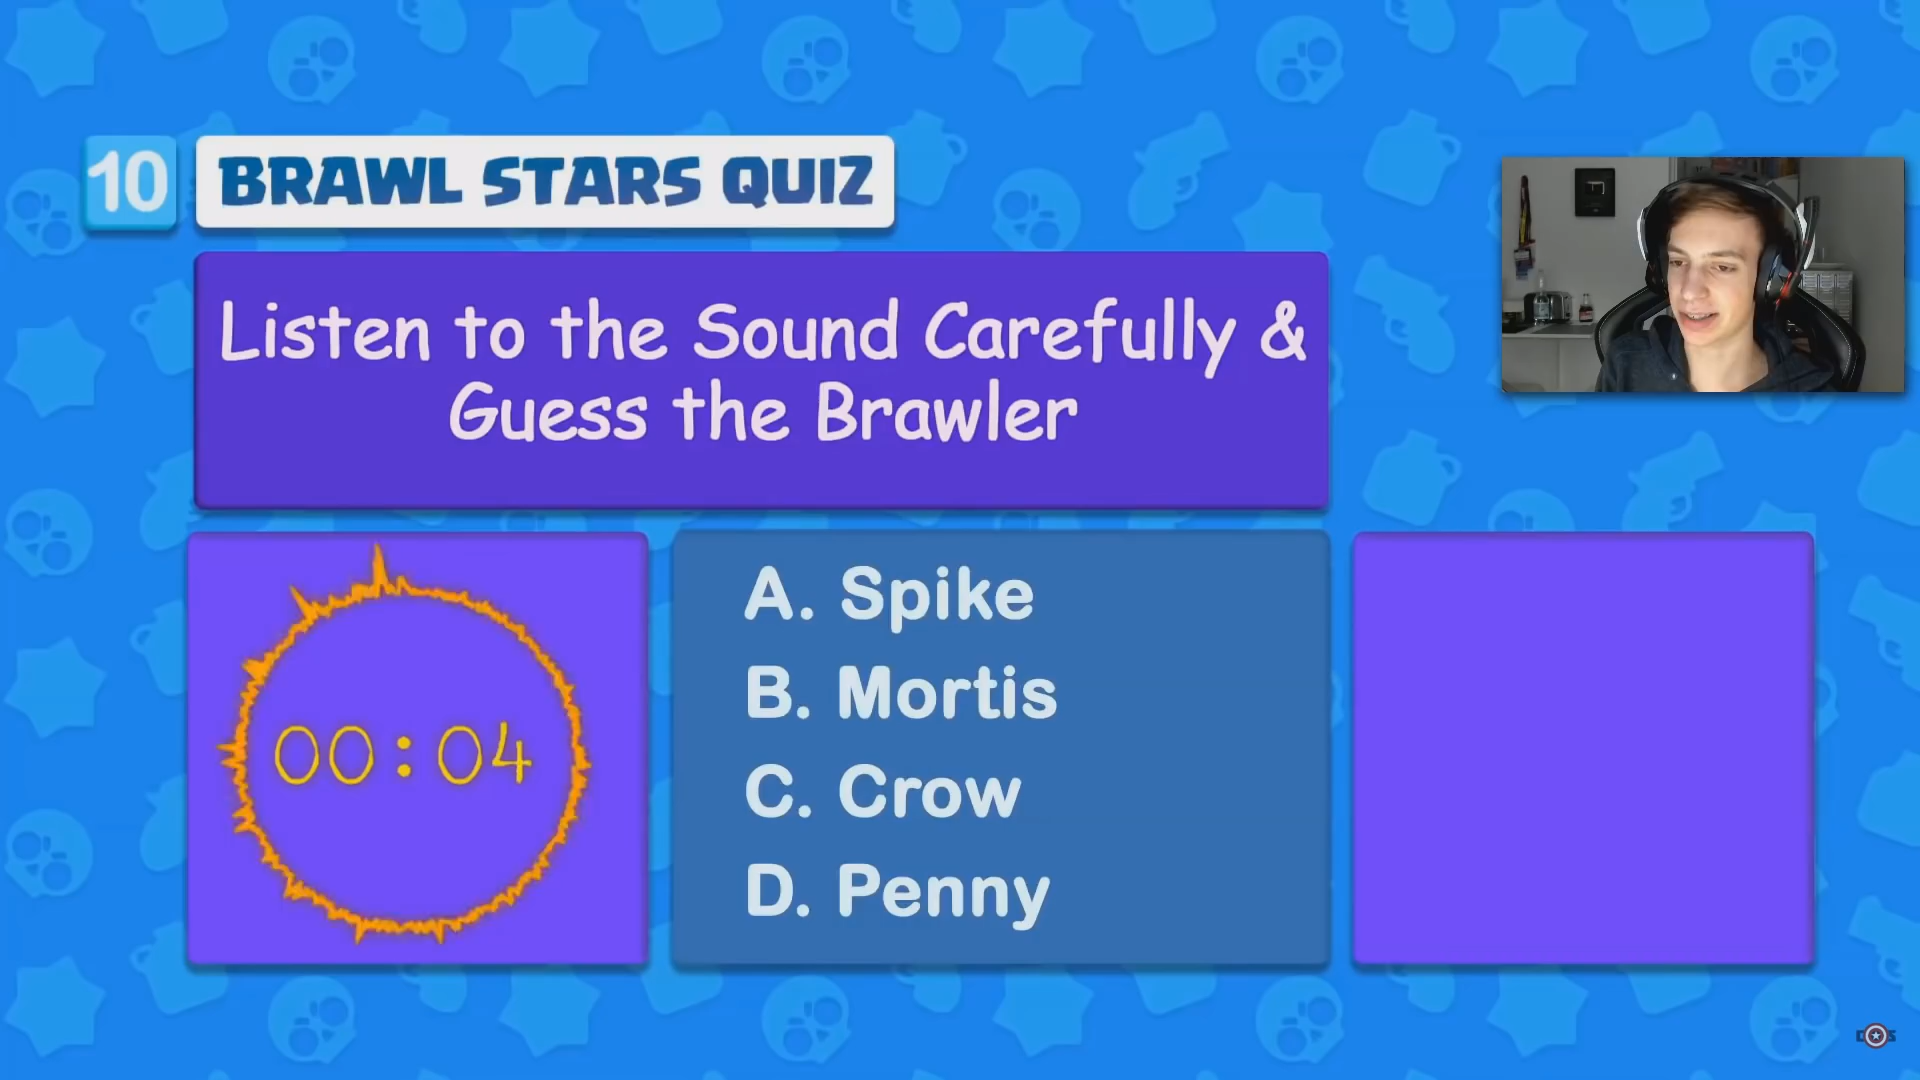 10 BRAWL STARS QUIZ
Listen to the Sound Carefully &
Guess the Brawler
00:04
A. Spike
B. Mortis
C. Crow
D. Penny